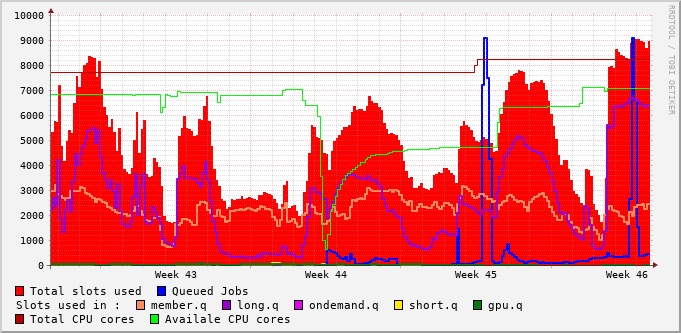 10000
9000
8000
7000
6000
5000
4000
3000
2000
1000
0
Week 43 Week 44 Week 45 Week 46
RRDTOOL / TOBI OETIKER
Total slots used Queued Jobs
Slots used in : member.q long.q ondemand.q short.q gpu.q
Total CPU cores Availale CPU cores